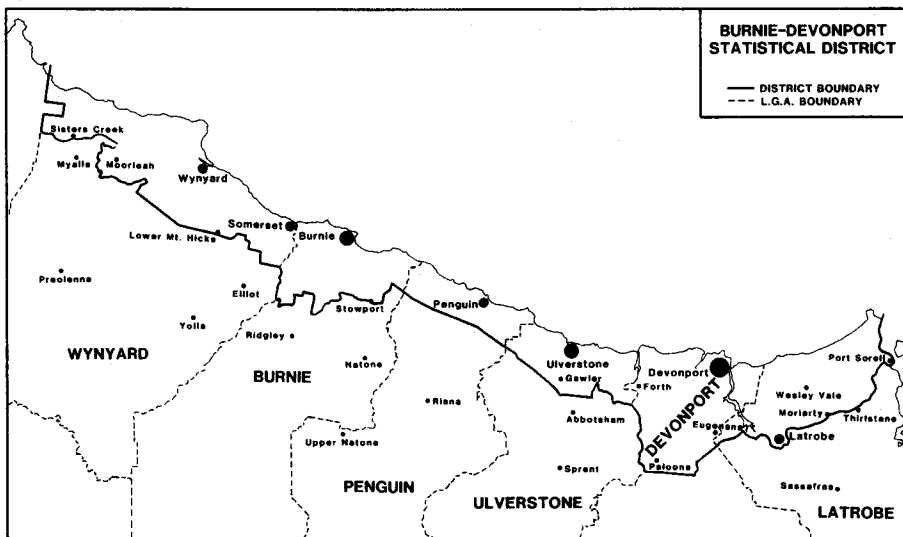 BURNIE-DEVONPORT
STATISTICAL DISTRICT
DISTRICT BOUNDARY
L.G.A. BOUNDARY
Sisters Creek
Myalla
Moorleah
Wynyard
Somerset
Burnie
Lower Mt. Hicks
Preolenna
Elliot
Stowport
Penguin
Yolla
Ridgley
WYNYARD
BURNIE
Natone
Ulverstone
Gawler
Devonport
Forth
Port Sorell
Wesley Vale
Riana
Abbotsham
DEVONPORT
Eugenana
Moriarty
Thirlstane
Upper Natone
Latrobe
Sprent
Paloona
PENGUIN
ULVERSTONE
Sassafras
LATROBE